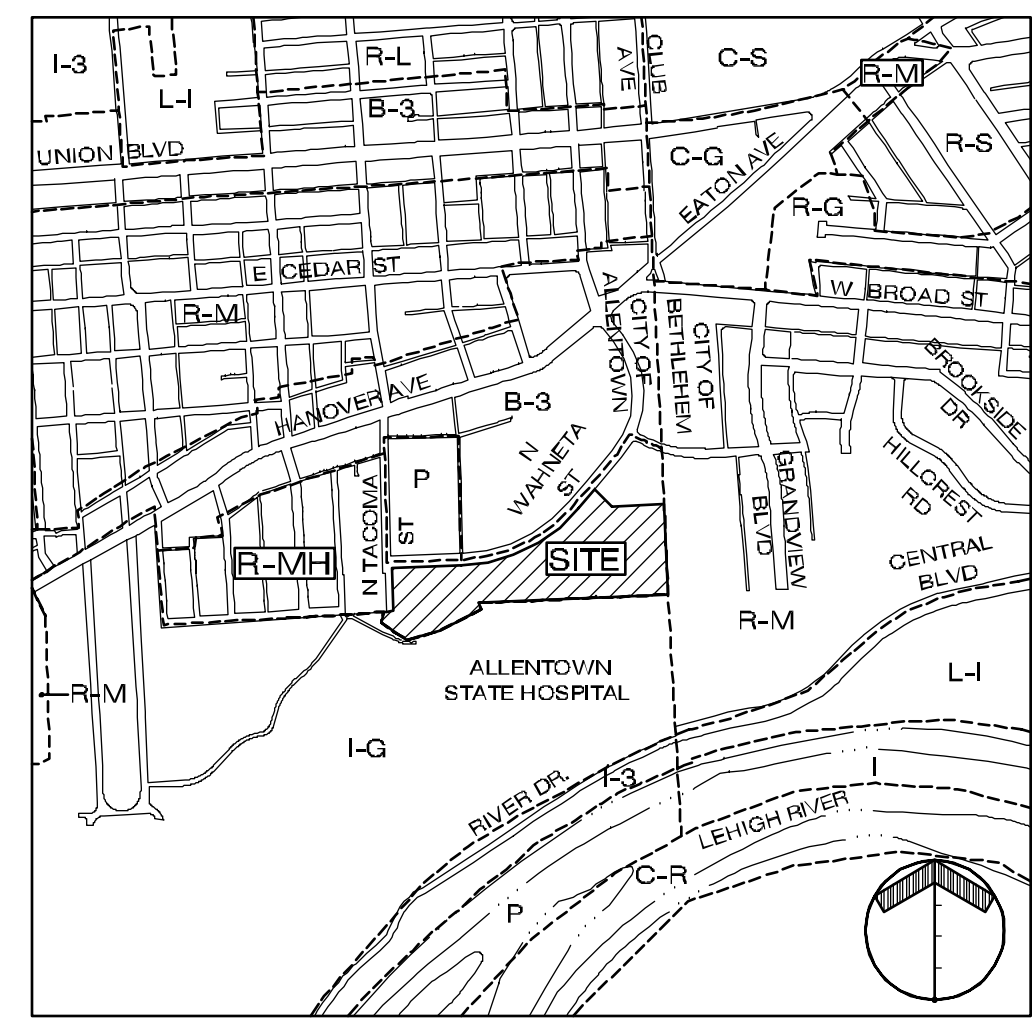 I-3
L-I
R-L
B-3
CLUB
AVE
C-S
R-M
R-S
UNION BLVD
C-G
EATON AVE
R-G
E CEDAR ST
W BROAD ST
R-M
ALLENTOWN
CITY OF
BETHLEHEM
CITY OF
HANOVER AVE
B-3
BROOKSIDE
DR
HILLCREST
RD
N
WAHNETA
ST
P
N TACOMA
ST
R-MH
SITE
GRANDVIEW
BLVD
CENTRAL
BLVD
R-M
L-I
ALLENTOWN
STATE HOSPITAL
R-M
I-G
I-3
I
RIVER DR.
LEHIGH RIVER
C-R
P